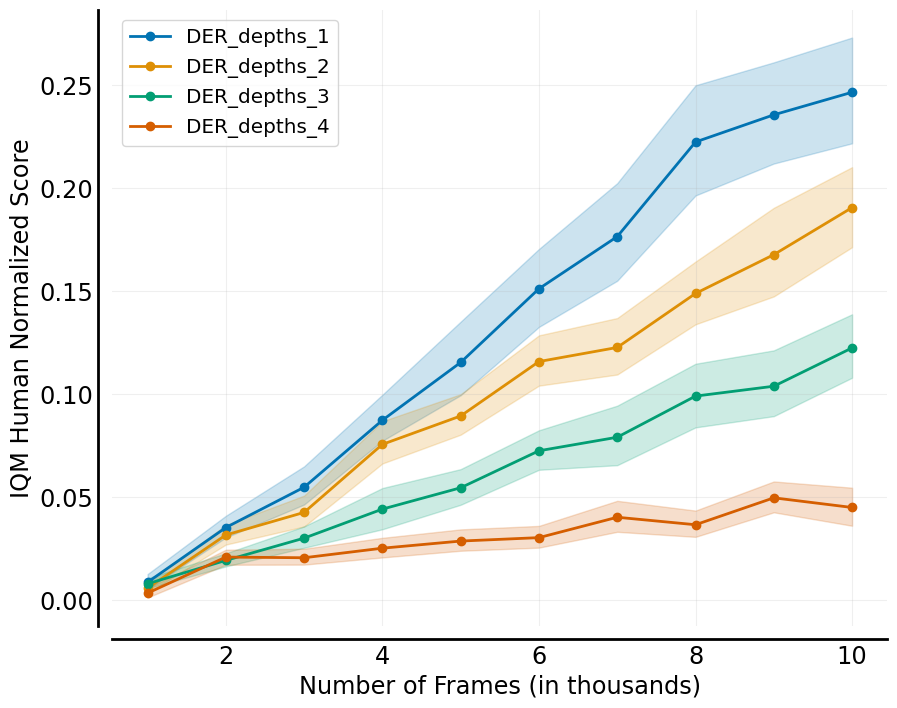 DER_depths_1
DER_depths_2
DER_depths_3
DER_depths_4
IQM Human Normalized Score
0.25
0.20
0.15
0.10
0.05
0.00
2 4 6 8 10
Number of Frames (in thousands)